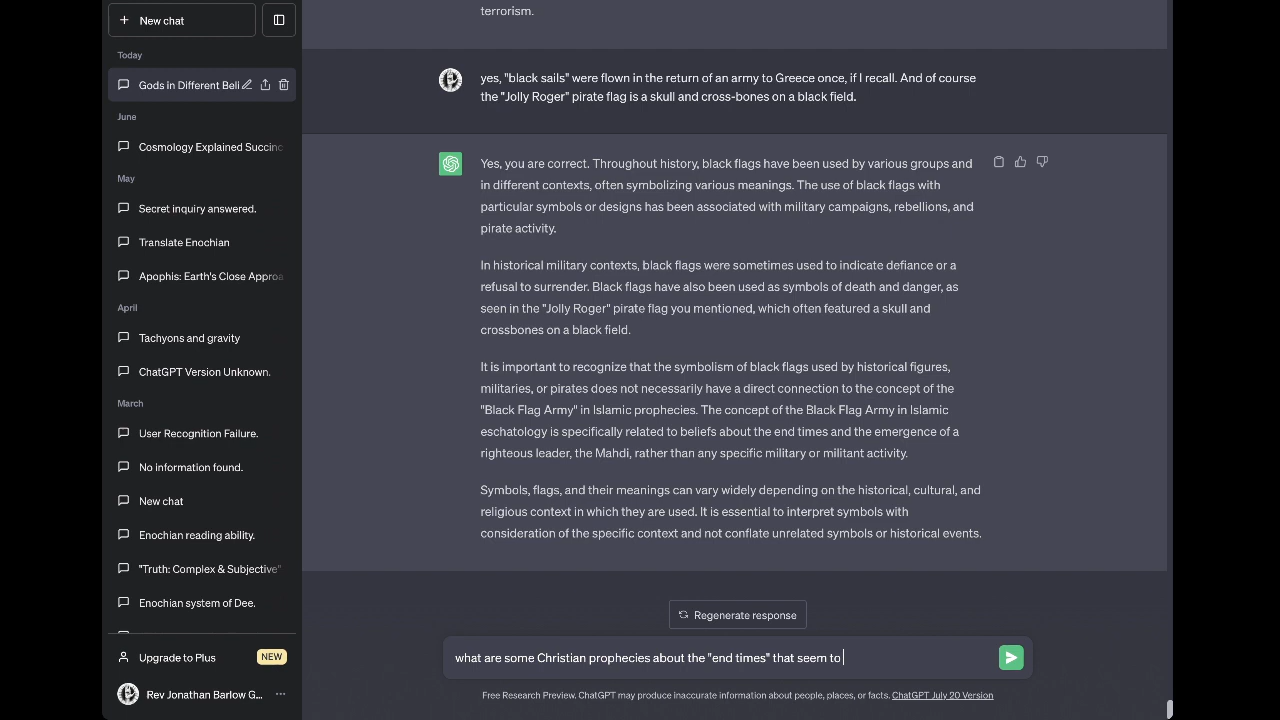 New chat
Today
Gods in Different Beli
June
Cosmology Explained Succinc
May
Secret inquiry answered.
Translate Enochian
Apophis: Earth's Close Approa
April
Tachyons and gravity
ChatGPT Version Unknown.
March
User Recognition Failure.
No information found.
New chat
Enochian reading ability.
"Truth: Complex & Subjective"
Enochian system of Dee.
Upgrade to Plus
NEW
Rev Jonathan Barlow G...
terrorism.
yes, "black sails" were flown in the return of an army to Greece once, if I recall. And of course
the "Jolly Roger" pirate flag is a skull and cross-bones on a black field.
Yes, you are correct. Throughout history, black flags have been used by various groups and
in different contexts, often symbolizing various meanings. The use of black flags with
particular symbols or designs has been associated with military campaigns, rebellions, and
pirate activity.
In historical military contexts, black flags were sometimes used to indicate defiance or a
refusal to surrender. Black flags have also been used as symbols of death and danger, as
seen in the "Jolly Roger" pirate flag you mentioned, which often featured a skull and
crossbones on a black field.
It is important to recognize that the symbolism of black flags used by historical figures,
militaries, or pirates does not necessarily have a direct connection to the concept of the
"Black Flag Army" in Islamic prophecies. The concept of the Black Flag Army in Islamic
eschatology is specifically related to beliefs about the end times and the emergence of a
righteous leader, the Mahdi, rather than any specific military or militant activity.
Symbols, flags, and their meanings can vary widely depending on the historical, cultural, and
religious context in which they are used. It is essential to interpret symbols with
consideration of the specific context and not conflate unrelated symbols or historical events.
Regenerate response
what are some Christian prophecies about the "end times" that seem to
Free Research Preview. ChatGPT may produce inaccurate information about people, places, or facts. ChatGPT July 20 Version